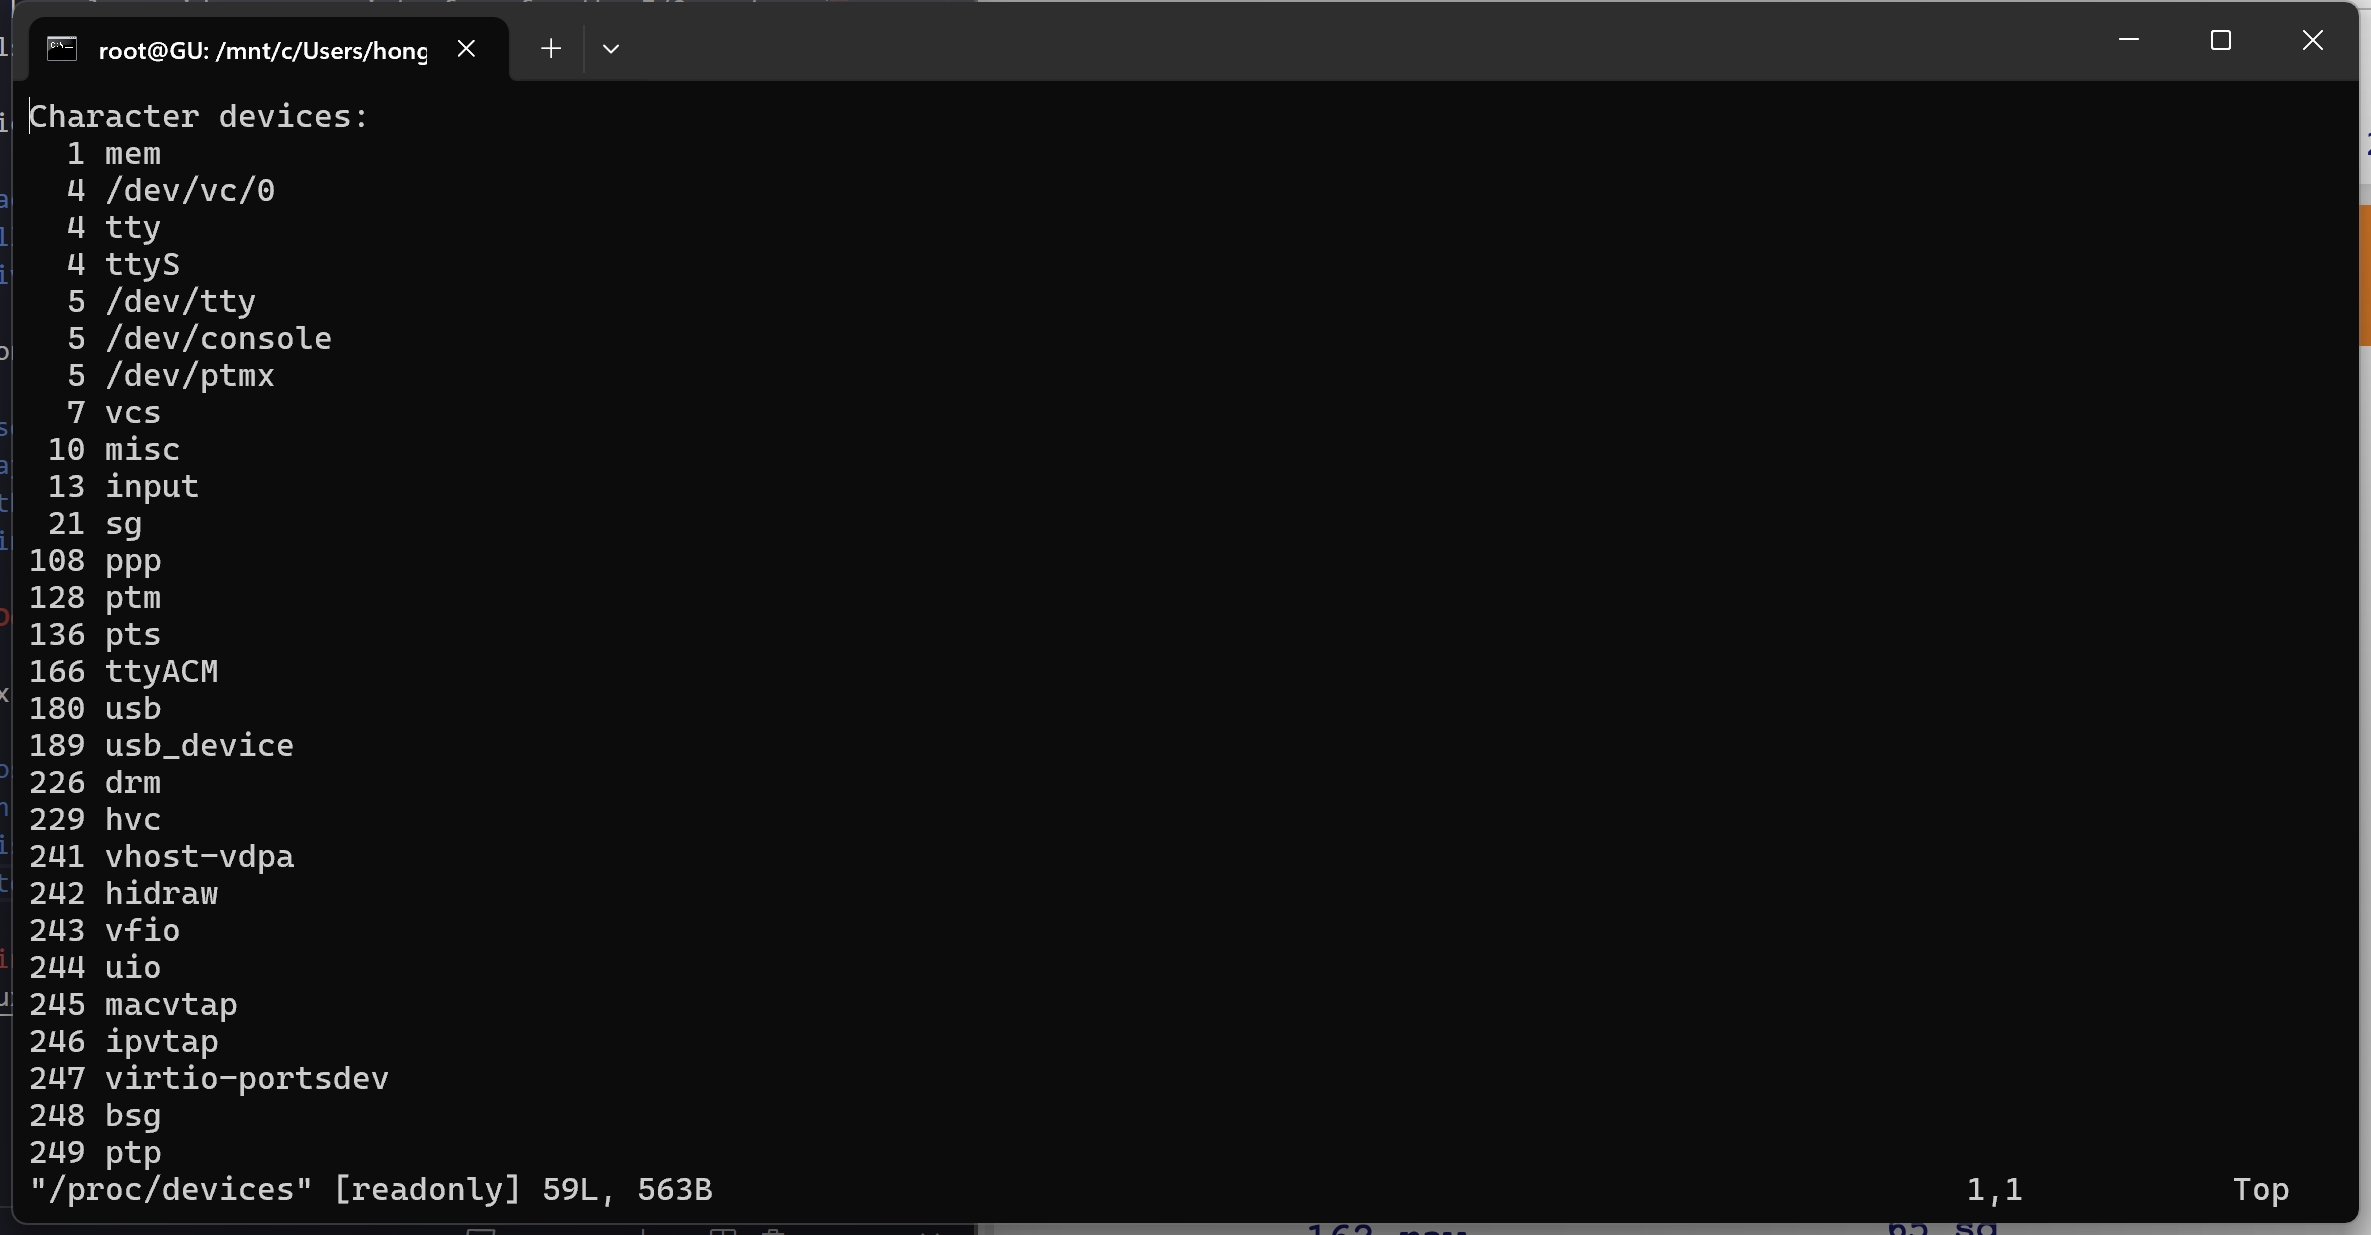 root@GU: /mnt/c/Users/hong
Character devices:
  1 mem
  4 /dev/vc/0
  4 tty
  4 ttyS
  5 /dev/tty
  5 /dev/console
  5 /dev/ptmx
  7 vcs
 10 misc
 13 input
 21 sg
108 ppp
128 ptm
136 pts
166 ttyACM
180 usb
189 usb_device
226 drm
229 hvc
241 vhost-vdpa
242 hidraw
243 vfio
244 uio
245 macvtap
246 ipvtap
247 virtio-portsdev
248 bsg
249 ptp
"/proc/devices" [readonly] 59L, 563B 1,1 Top